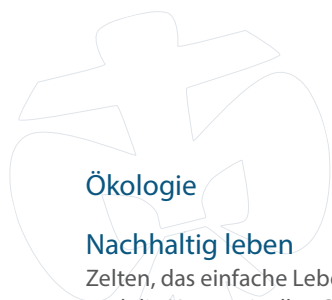 Ökologie
Nachhaltig leben
Zelten, das einfache